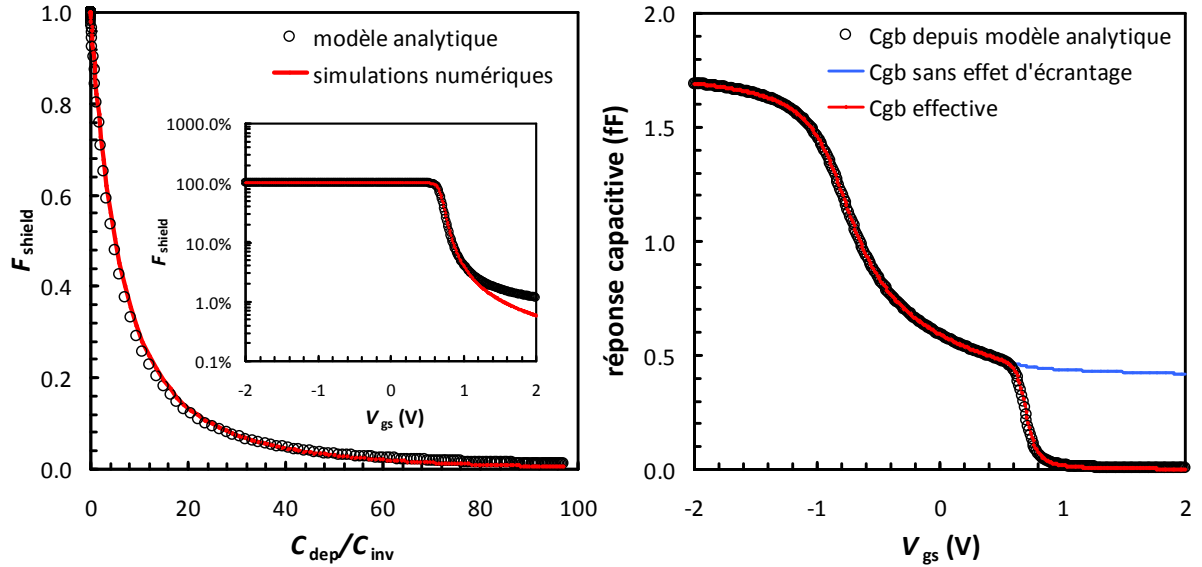 1.0
0.8
0.6
0.4
0.2
0.0
F shield
0
20
40
60
80
100
C dep/C inv
modèle analytique
simulations numériques
1000.0%
100.0%
10.0%
1.0%
0.1%
F shield
-2
-1
0
1
2
V gs (V)
2.0
1.5
1.0
0.5
0.0
réponse capacitive (fF)
-2
-1
0
1
2
V gs (V)
Cgb depuis modèle analytique
Cgb sans effet d'écrantage
Cgb effective